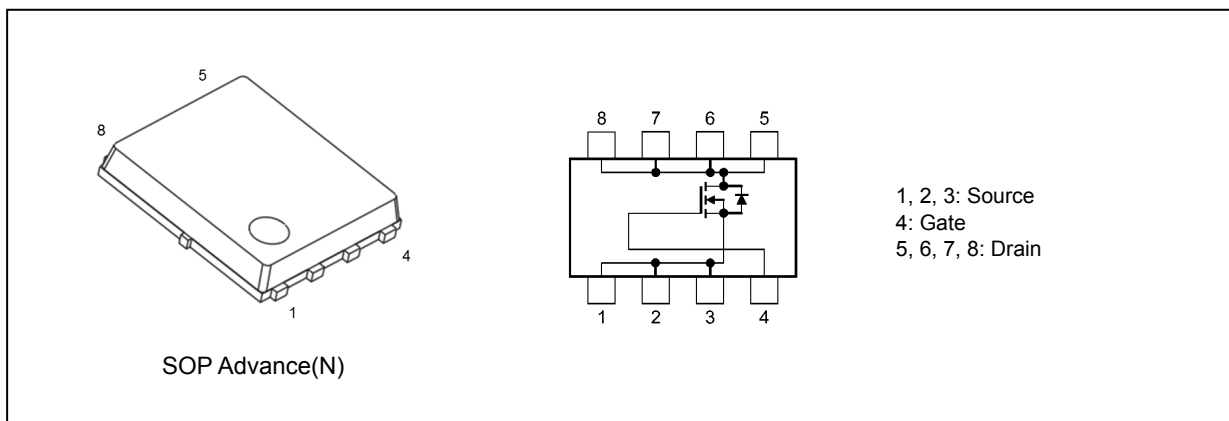 5
8
4
1
SOP Advance(N)
8 7 6 5
1 2 3 4
1, 2, 3: Source
4: Gate
5, 6, 7, 8: Drain